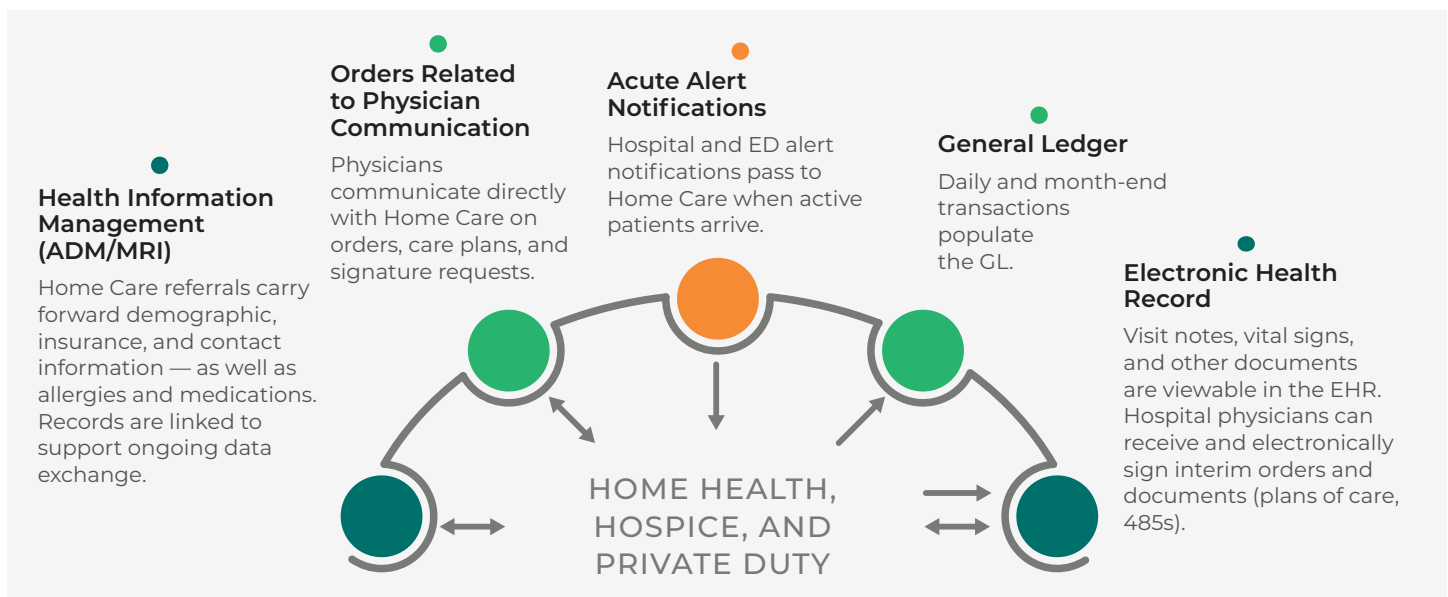 Health Information
Management
(ADM/MRI)
Home Care referrals carry
forward demographic,
insurance, and contact
information — as well as
allergies and medications.
Records are linked to
support ongoing data
exchange.
Orders Related
to Physician
Communication
Physicians
communicate directly
with Home Care on
orders, care plans, and
signature requests.
Acute Alert
Notifications
Hospital and ED alert
notifications pass to
Home Care when active
patients arrive.
General Ledger
Daily and month-end
transactions
populate
the GL.
Electronic Health
Record
Visit notes, vital signs,
and other documents
are viewable in the EHR.
Hospital physicians can
receive and electronically
sign interim orders and
documents (plans of care,
485s).
HOME HEALTH,
HOSPICE, AND
PRIVATE DUTY